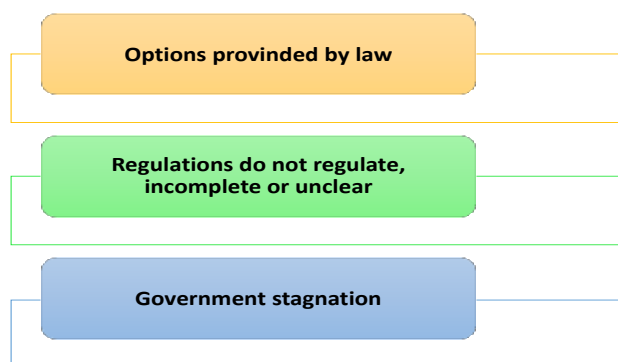 Options provinded by law
Regulations do not regulate,
incomplete or unclear
Government stagnation